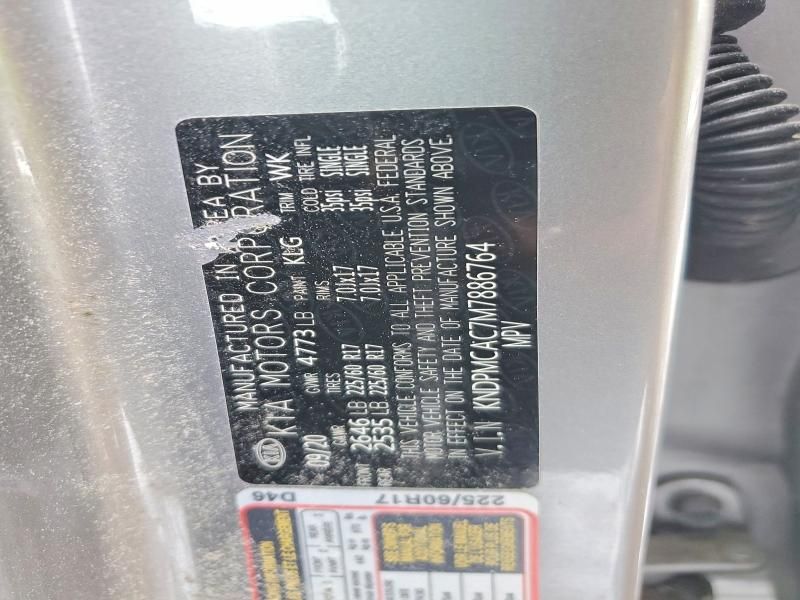 MANUFACTURED IN KOREA BY
KIA MOTORS CORPORATION
KIA
09/20 GVWR 4773 LB PAINT KLG TRIM WK
GAWR TIRES RIMS COLD TIRE INFL
FRONT 2646 LB 225/60 R17 7.0Jx17 35psi SINGLE
REAR 2535 LB 225/60 R17 7.0Jx17 35psi SINGLE
THIS VEHICLE CONFORMS TO ALL APPLICABLE U.S.A. FEDERAL
MOTOR VEHICLE SAFETY AND THEFT PREVENTION STANDARDS
IN EFFECT ON THE DATE OF MANUFACTURE SHOWN ABOVE.
V.I.N KNDPMCAC7M7886764
MPV
D46
225/60R17